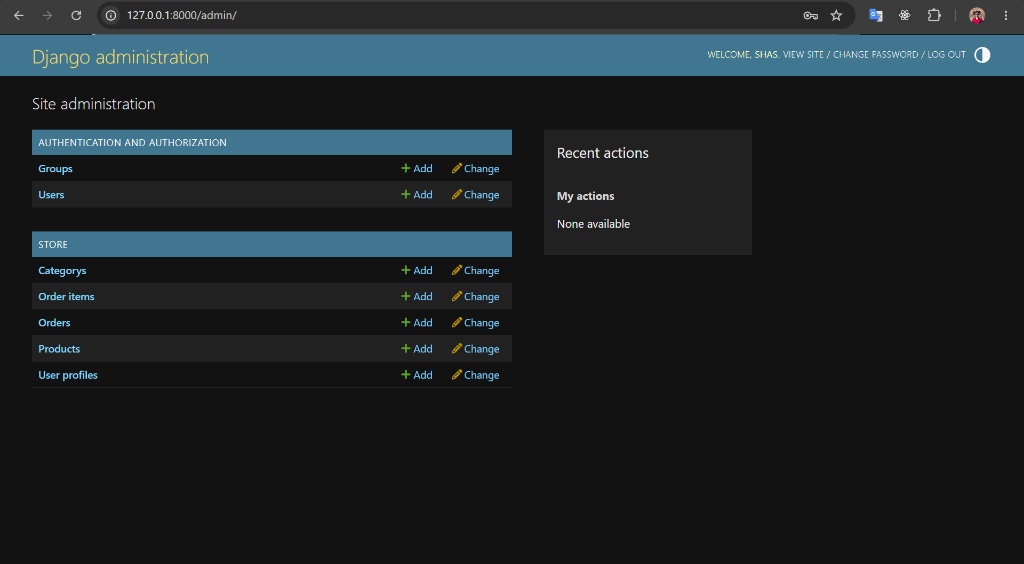 127.0.0.1:8000/admin/
Django administration
WELCOME, SHAS. VIEW SITE / CHANGE PASSWORD / LOG OUT
Site administration
AUTHENTICATION AND AUTHORIZATION
Groups + Add Change
Users + Add Change
STORE
Categorys + Add Change
Order items + Add Change
Orders + Add Change
Products + Add Change
User profiles + Add Change
Recent actions
My actions
None available